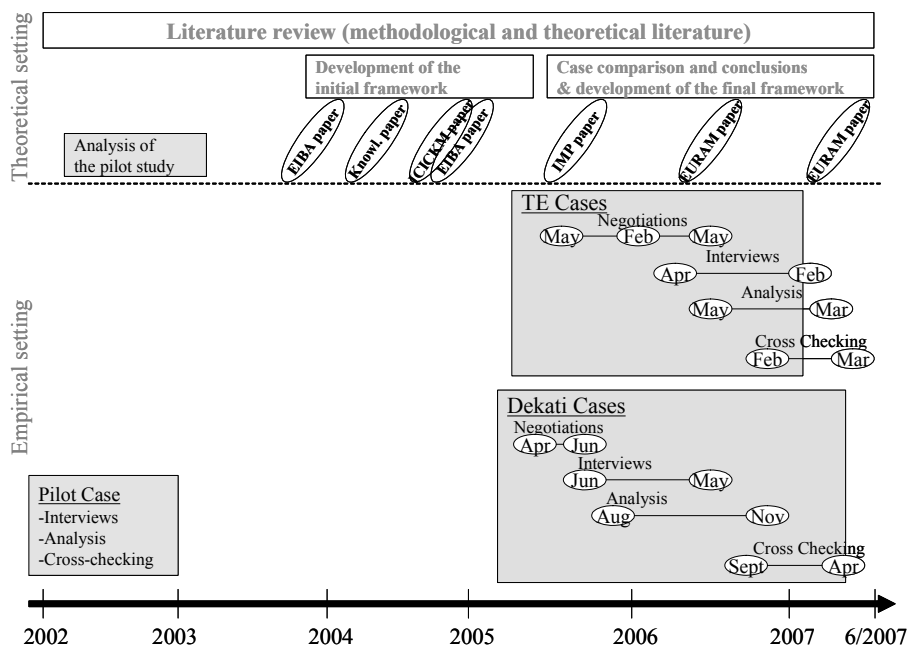 Theoretical setting
Literature review (methodological and theoretical literature)
Development of the
initial framework
Case comparison and conclusions
& development of the final framework
Analysis of
the pilot study
EIBA paper
Knowl. paper
ICICKM paper
EIBA paper
IMP paper
EURAM paper
EURAM paper
Empirical setting
TE Cases
Negotiations
May Feb May
Interviews
Apr Feb
Analysis
May Mar
Cross Checking
Feb Mar
Dekati Cases
Negotiations
Apr Jun
Interviews
Jun May
Analysis
Aug Nov
Cross Checking
Sept Apr
Pilot Case
-Interviews
-Analysis
-Cross-checking
2002 2003 2004 2005 2006 2007 6/2007